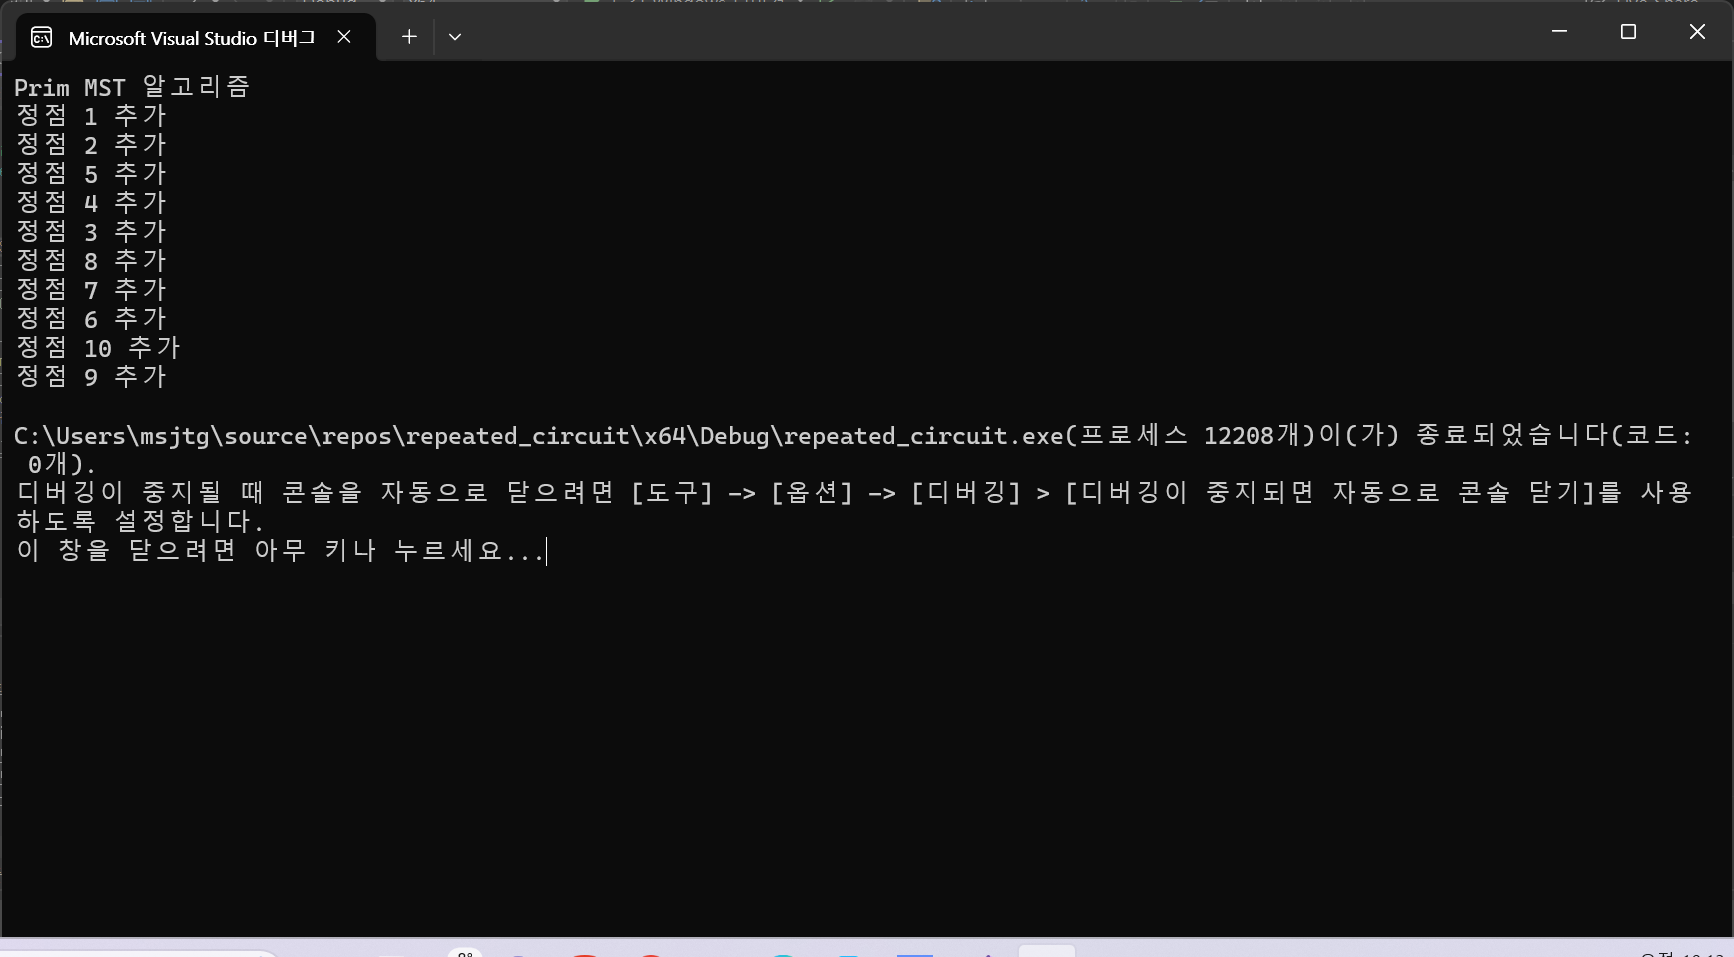 Microsoft Visual Studio 디버그
Prim MST 알고리즘
정점 1 추가
정점 2 추가
정점 5 추가
정점 4 추가
정점 3 추가
정점 8 추가
정점 7 추가
정점 6 추가
정점 10 추가
정점 9 추가
C:\Users\msjtg\source\repos\repeated_circuit\x64\Debug\repeated_circuit.exe(프로세스 12208개)이(가) 종료되었습니다(코드:
0개).
디버깅이 중지될 때 콘솔을 자동으로 닫으려면 [도구] -> [옵션] -> [디버깅] > [디버깅이 중지되면 자동으로 콘솔 닫기]를 사용
하도록 설정합니다.
이 창을 닫으려면 아무 키나 누르세요...